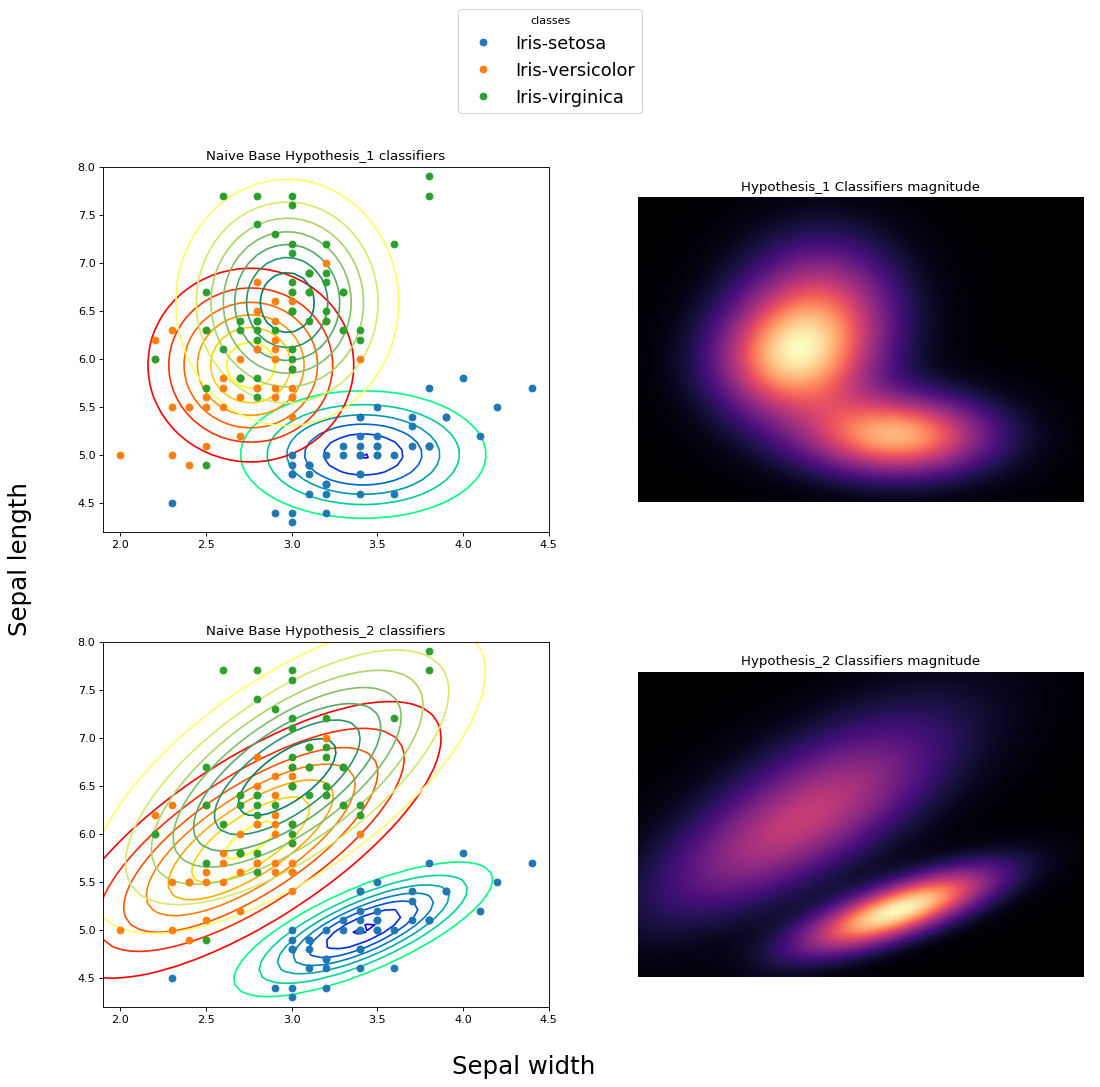 classes
Iris-setosa
Iris-versicolor
Iris-virginica
Naive Base Hypothesis_1 classifiers
8.0
7.5
7.0
6.5
6.0
5.5
5.0
4.5
2.0 2.5 3.0 3.5 4.0 4.5
Hypothesis_1 Classifiers magnitude
Sepal length
Naive Base Hypothesis_2 classifiers
8.0
7.5
7.0
6.5
6.0
5.5
5.0
4.5
2.0 2.5 3.0 3.5 4.0 4.5
Hypothesis_2 Classifiers magnitude
Sepal width